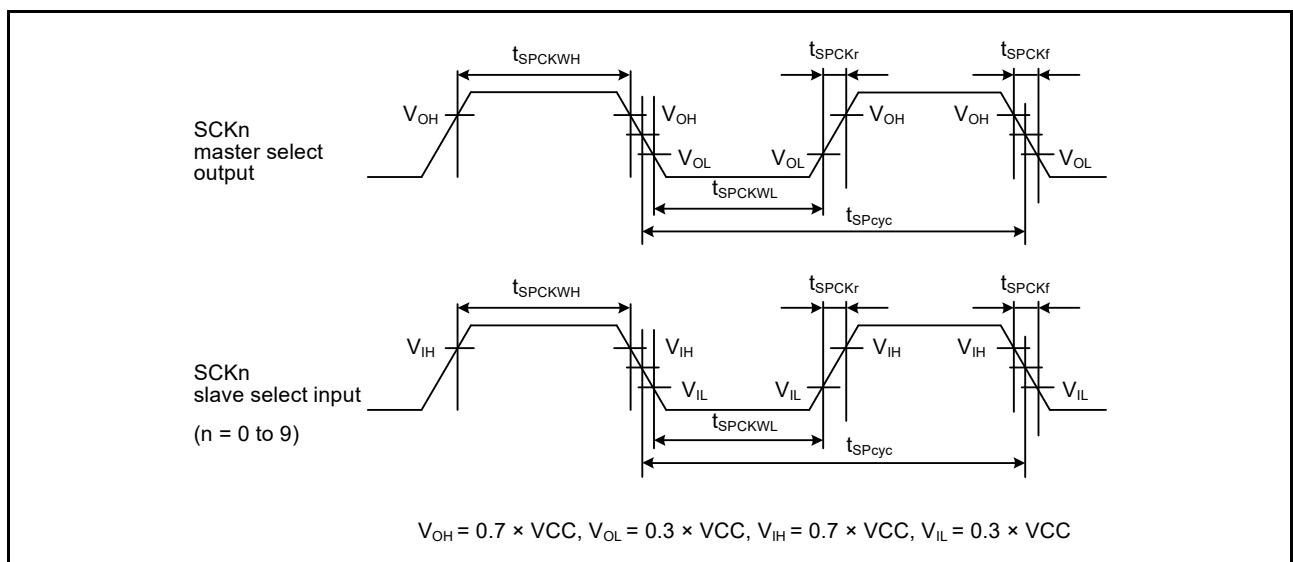 tSPCKWH
tSPCKr
tSPCKf
VOH
VOH
VOH
VOH
SCKn
master select
output
VOL
VOL
VOL
tSPCKWL
tSPcyc
tSPCKWH
tSPCKr
tSPCKf
VIH
VIH
VIH
VIH
SCKn
slave select input
(n = 0 to 9)
VIL
VIL
VIL
tSPCKWL
tSPcyc
VOH = 0.7 × VCC, VOL = 0.3 × VCC, VIH = 0.7 × VCC, VIL = 0.3 × VCC